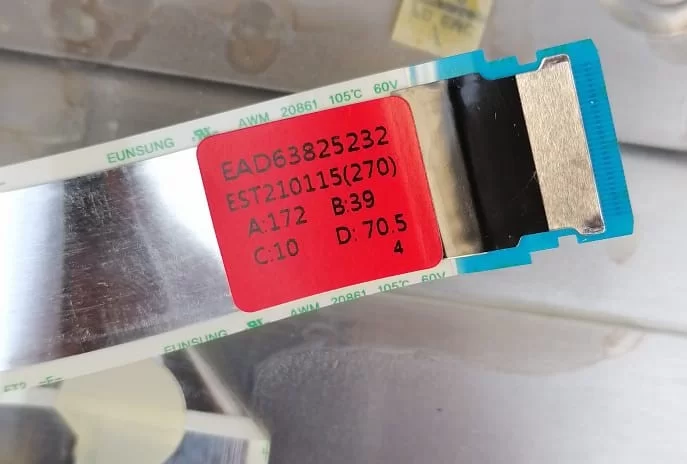 EUNSUNG AWM 20861 105℃ 60V
EAD63825232
EST210115(270)
A:172 B:39
C:10 D: 70.5
4
EUNSUNG AWM 20861 105℃ 60V